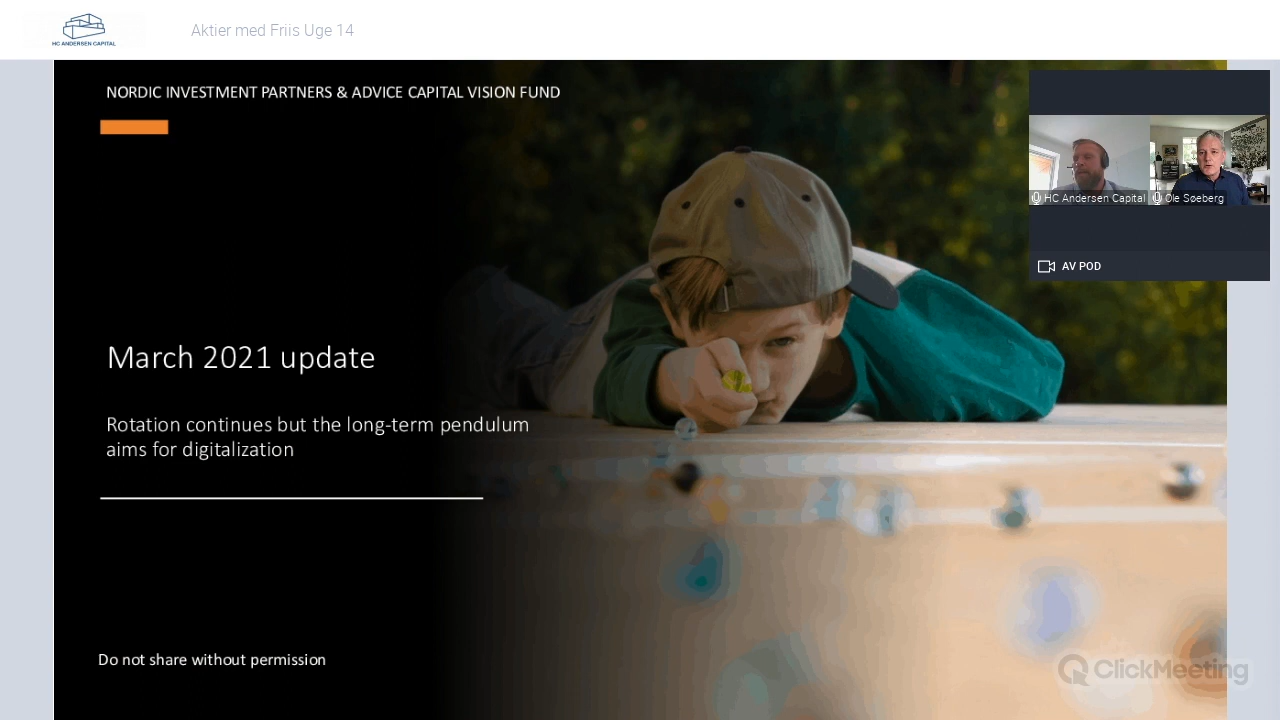 HC ANDERSEN CAPITAL
Aktier med Friis Uge 14
NORDIC INVESTMENT PARTNERS & ADVICE CAPITAL VISION FUND
HC Andersen Capital
Ole Søeberg
AV POD
March 2021 update
Rotation continues but the long-term pendulum
aims for digitalization
Do not share without permission
ClickMeeting